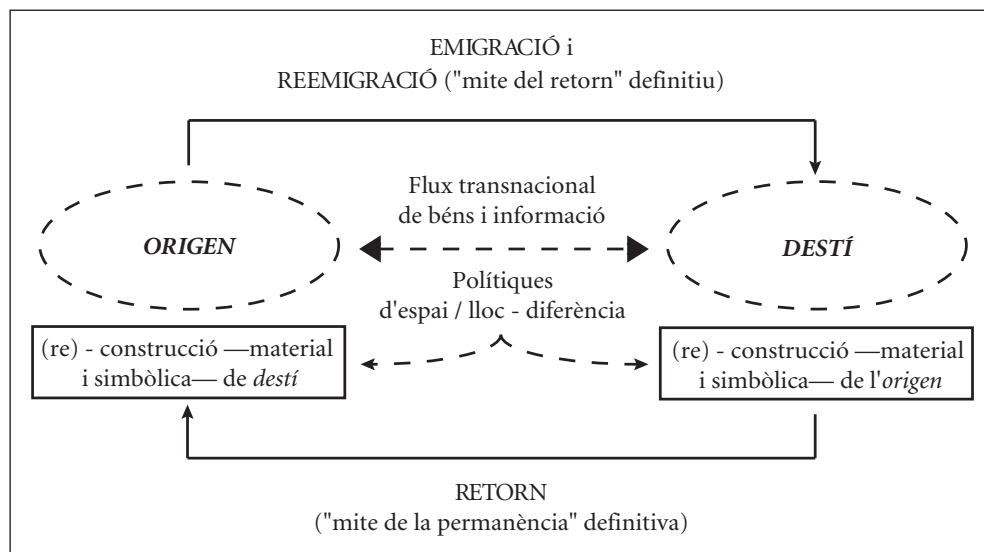 EMIGRACIÓ i
REEMIGRACIÓ ("mite del retorn" definitiu)
Flux transnacional
de béns i informació
ORIGEN
DESTÍ
Polítiques
d'espai / lloc - diferència
(re) - construcció —material
i simbòlica— de destí
(re) - construcció —material
i simbòlica— de l'origen
RETORN
("mite de la permanència" definitiva)